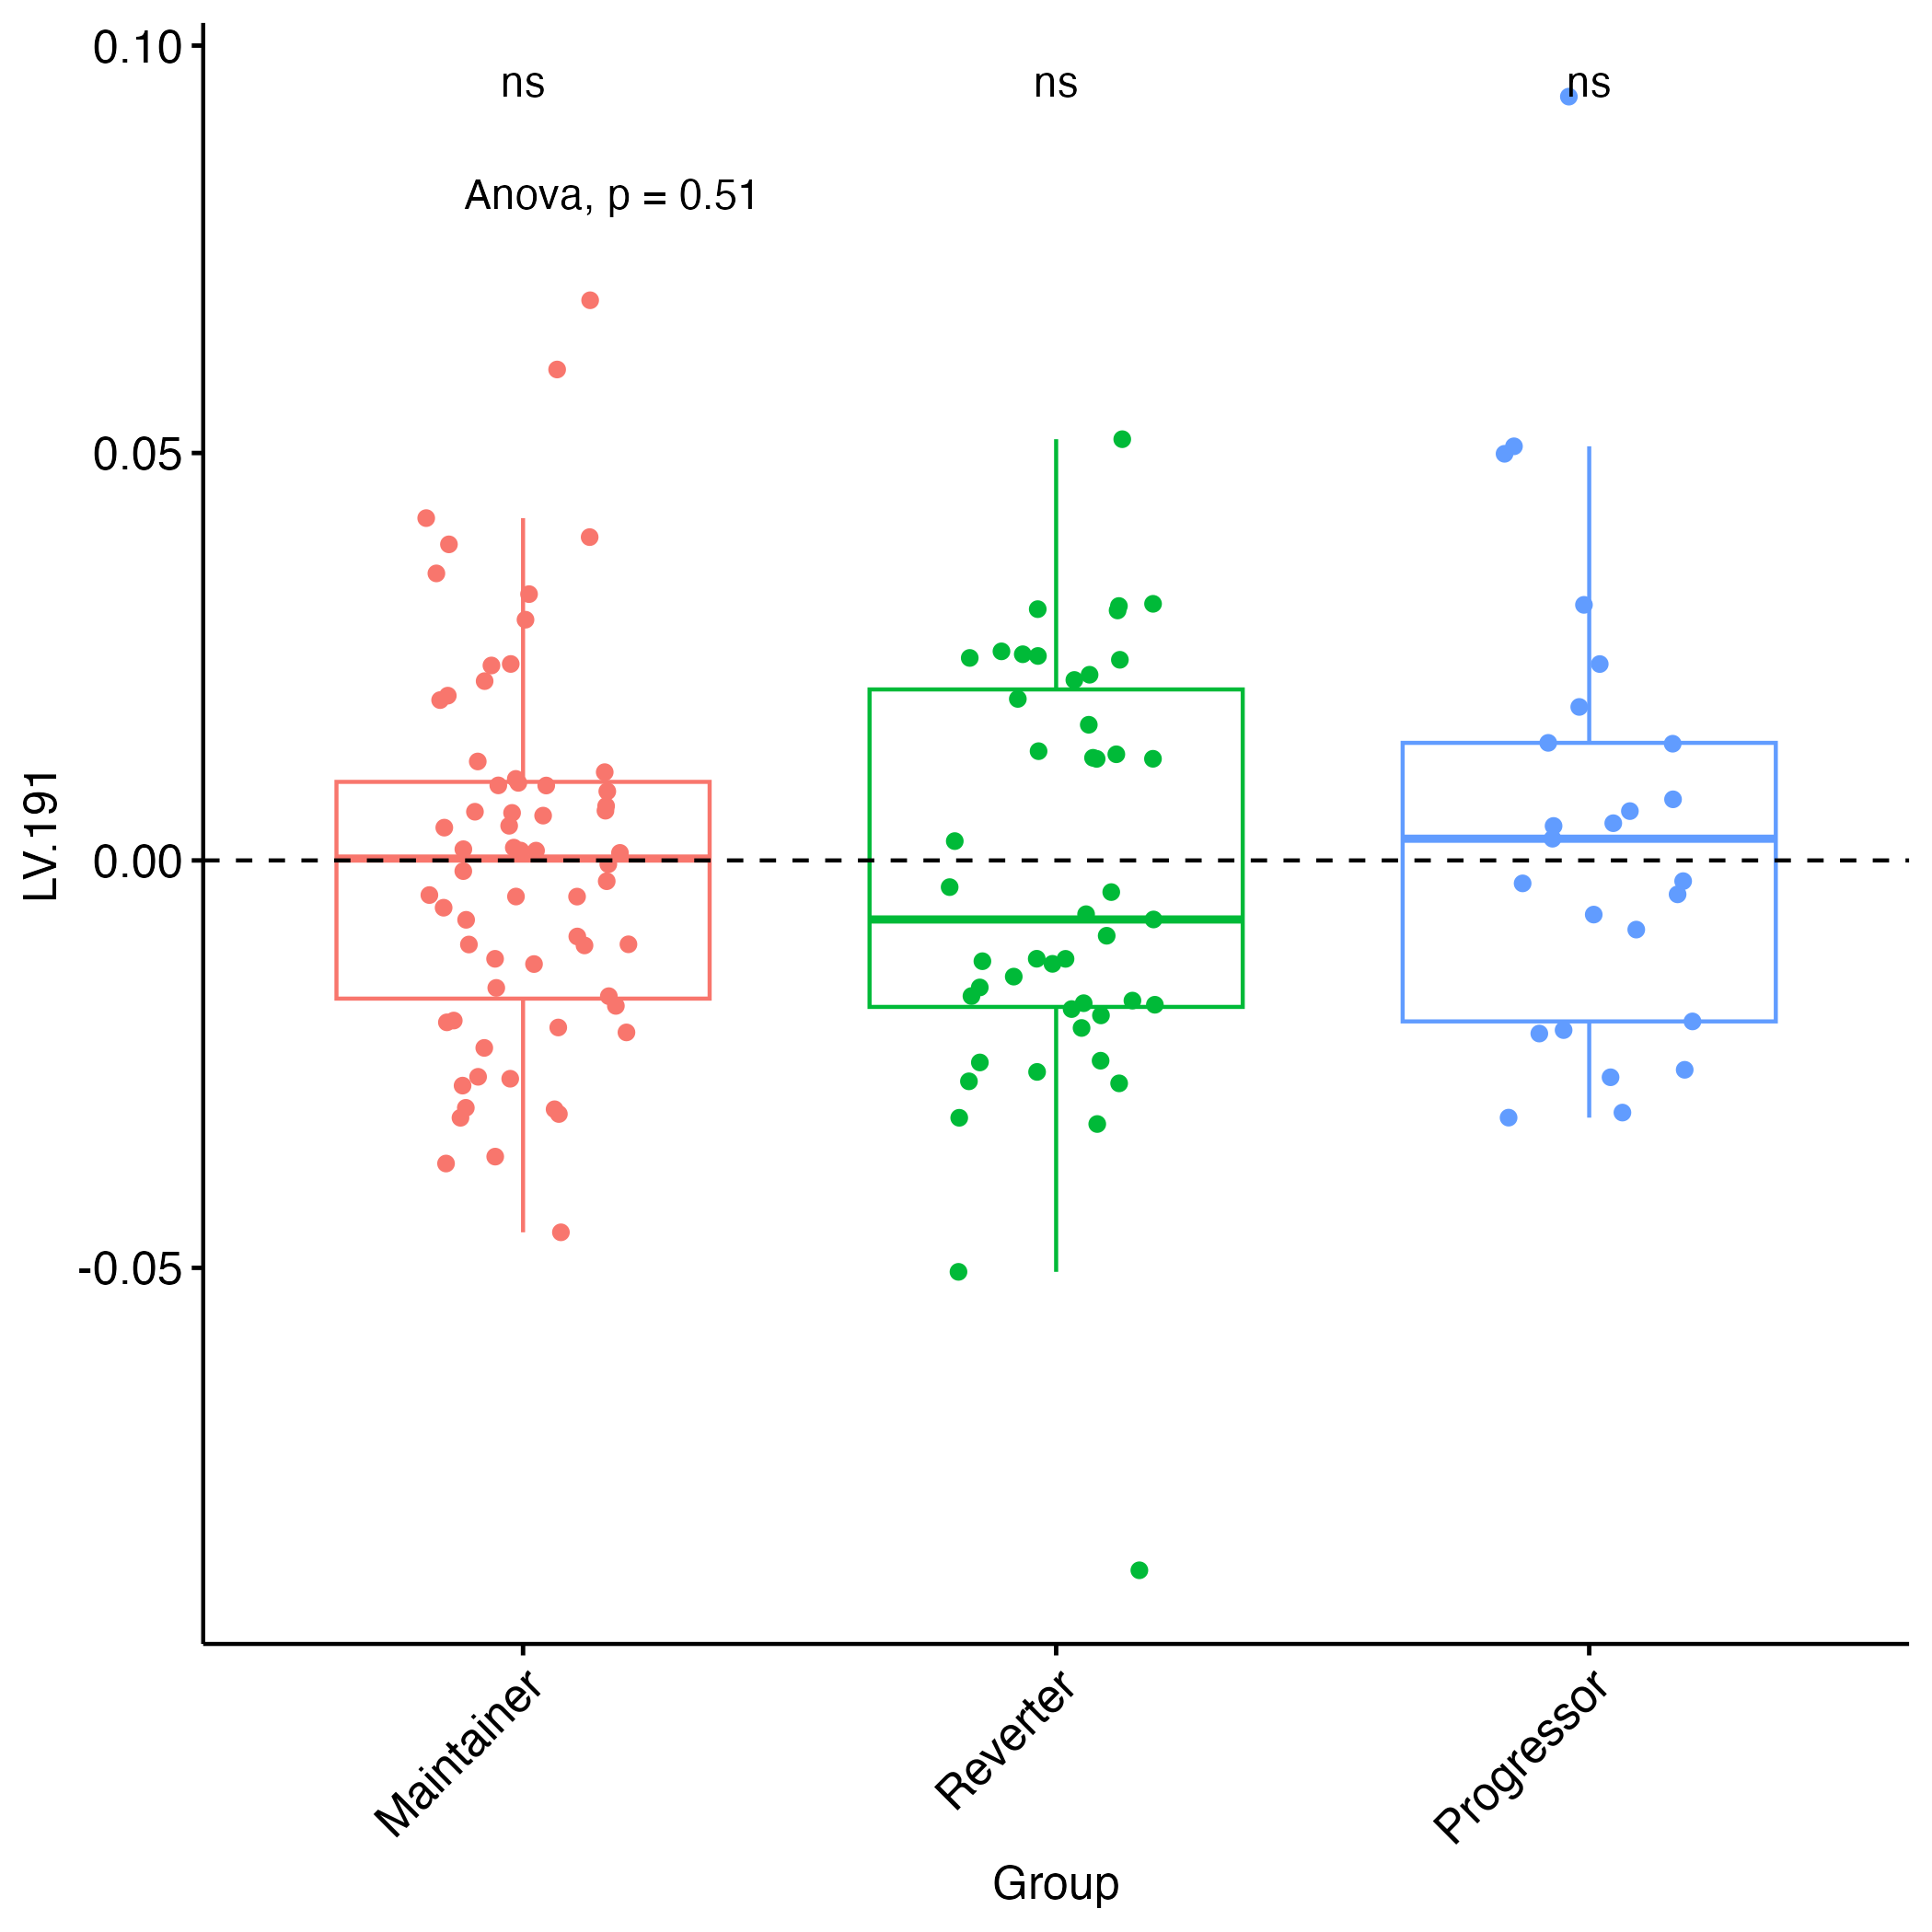 ns ns ns
Anova, p = 0.51
0.10
0.05
0.00
-0.05
LV.191
Maintainer
Reverter
Progressor
Group